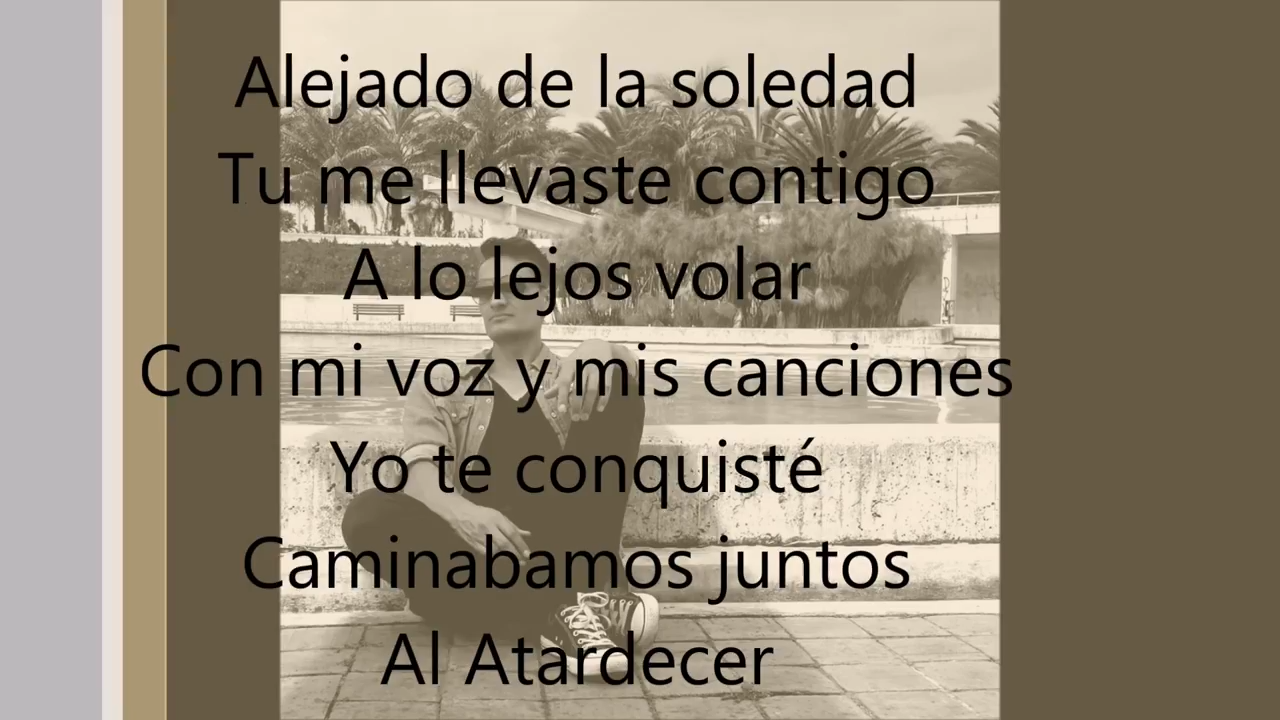 Alejado de la soledad
Tu me llevaste contigo
A lo lejos volar
Con mi voz y mis canciones
Yo te conquisté
Caminabamos juntos
Al Atardecer